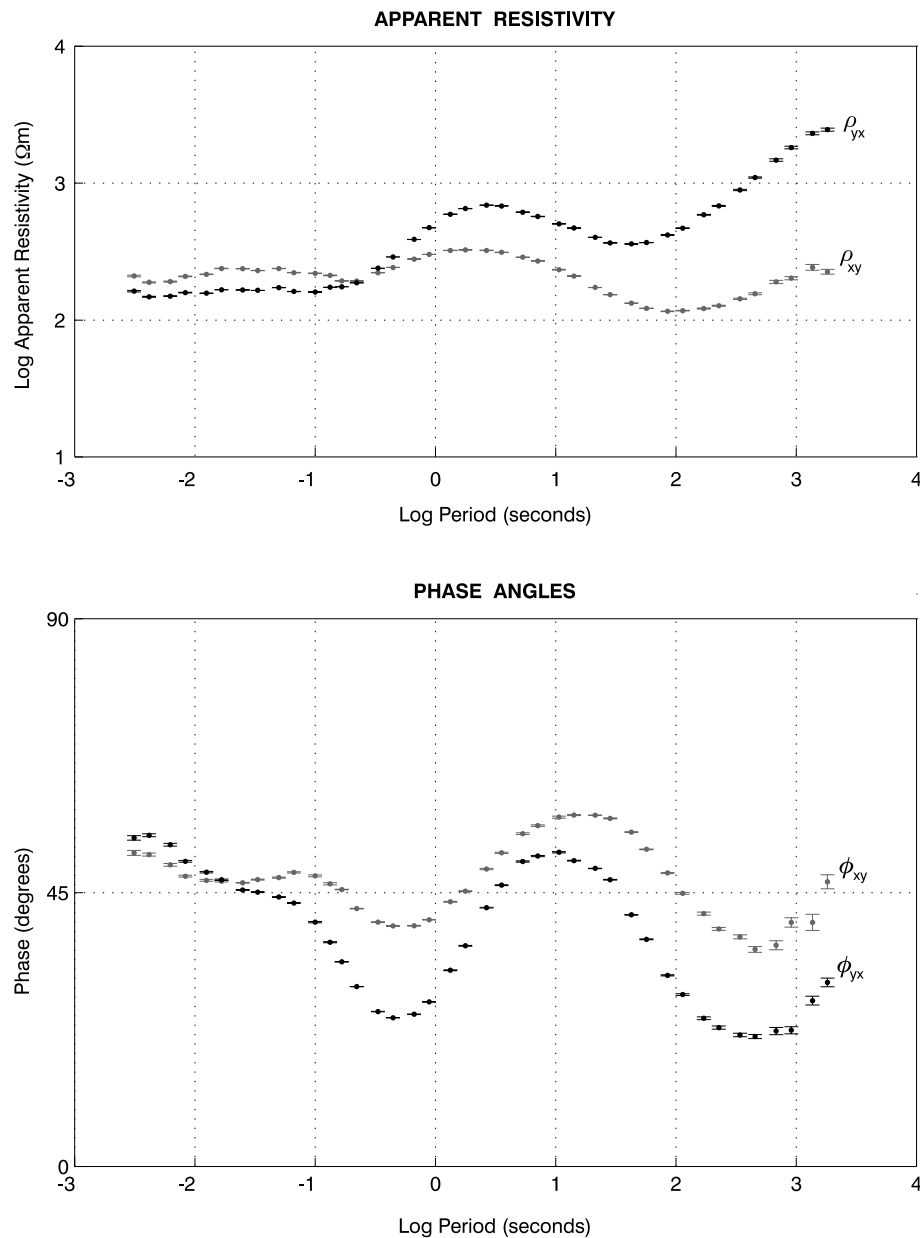 APPARENT RESISTIVITY
Log Apparent Resistivity (Ωm)
4
3
2
1
ρyx
ρxy
-3 -2 -1 0 1 2 3 4
Log Period (seconds)
PHASE ANGLES
Phase (degrees)
90
45
0
ϕxy
ϕyx
-3 -2 -1 0 1 2 3 4
Log Period (seconds)